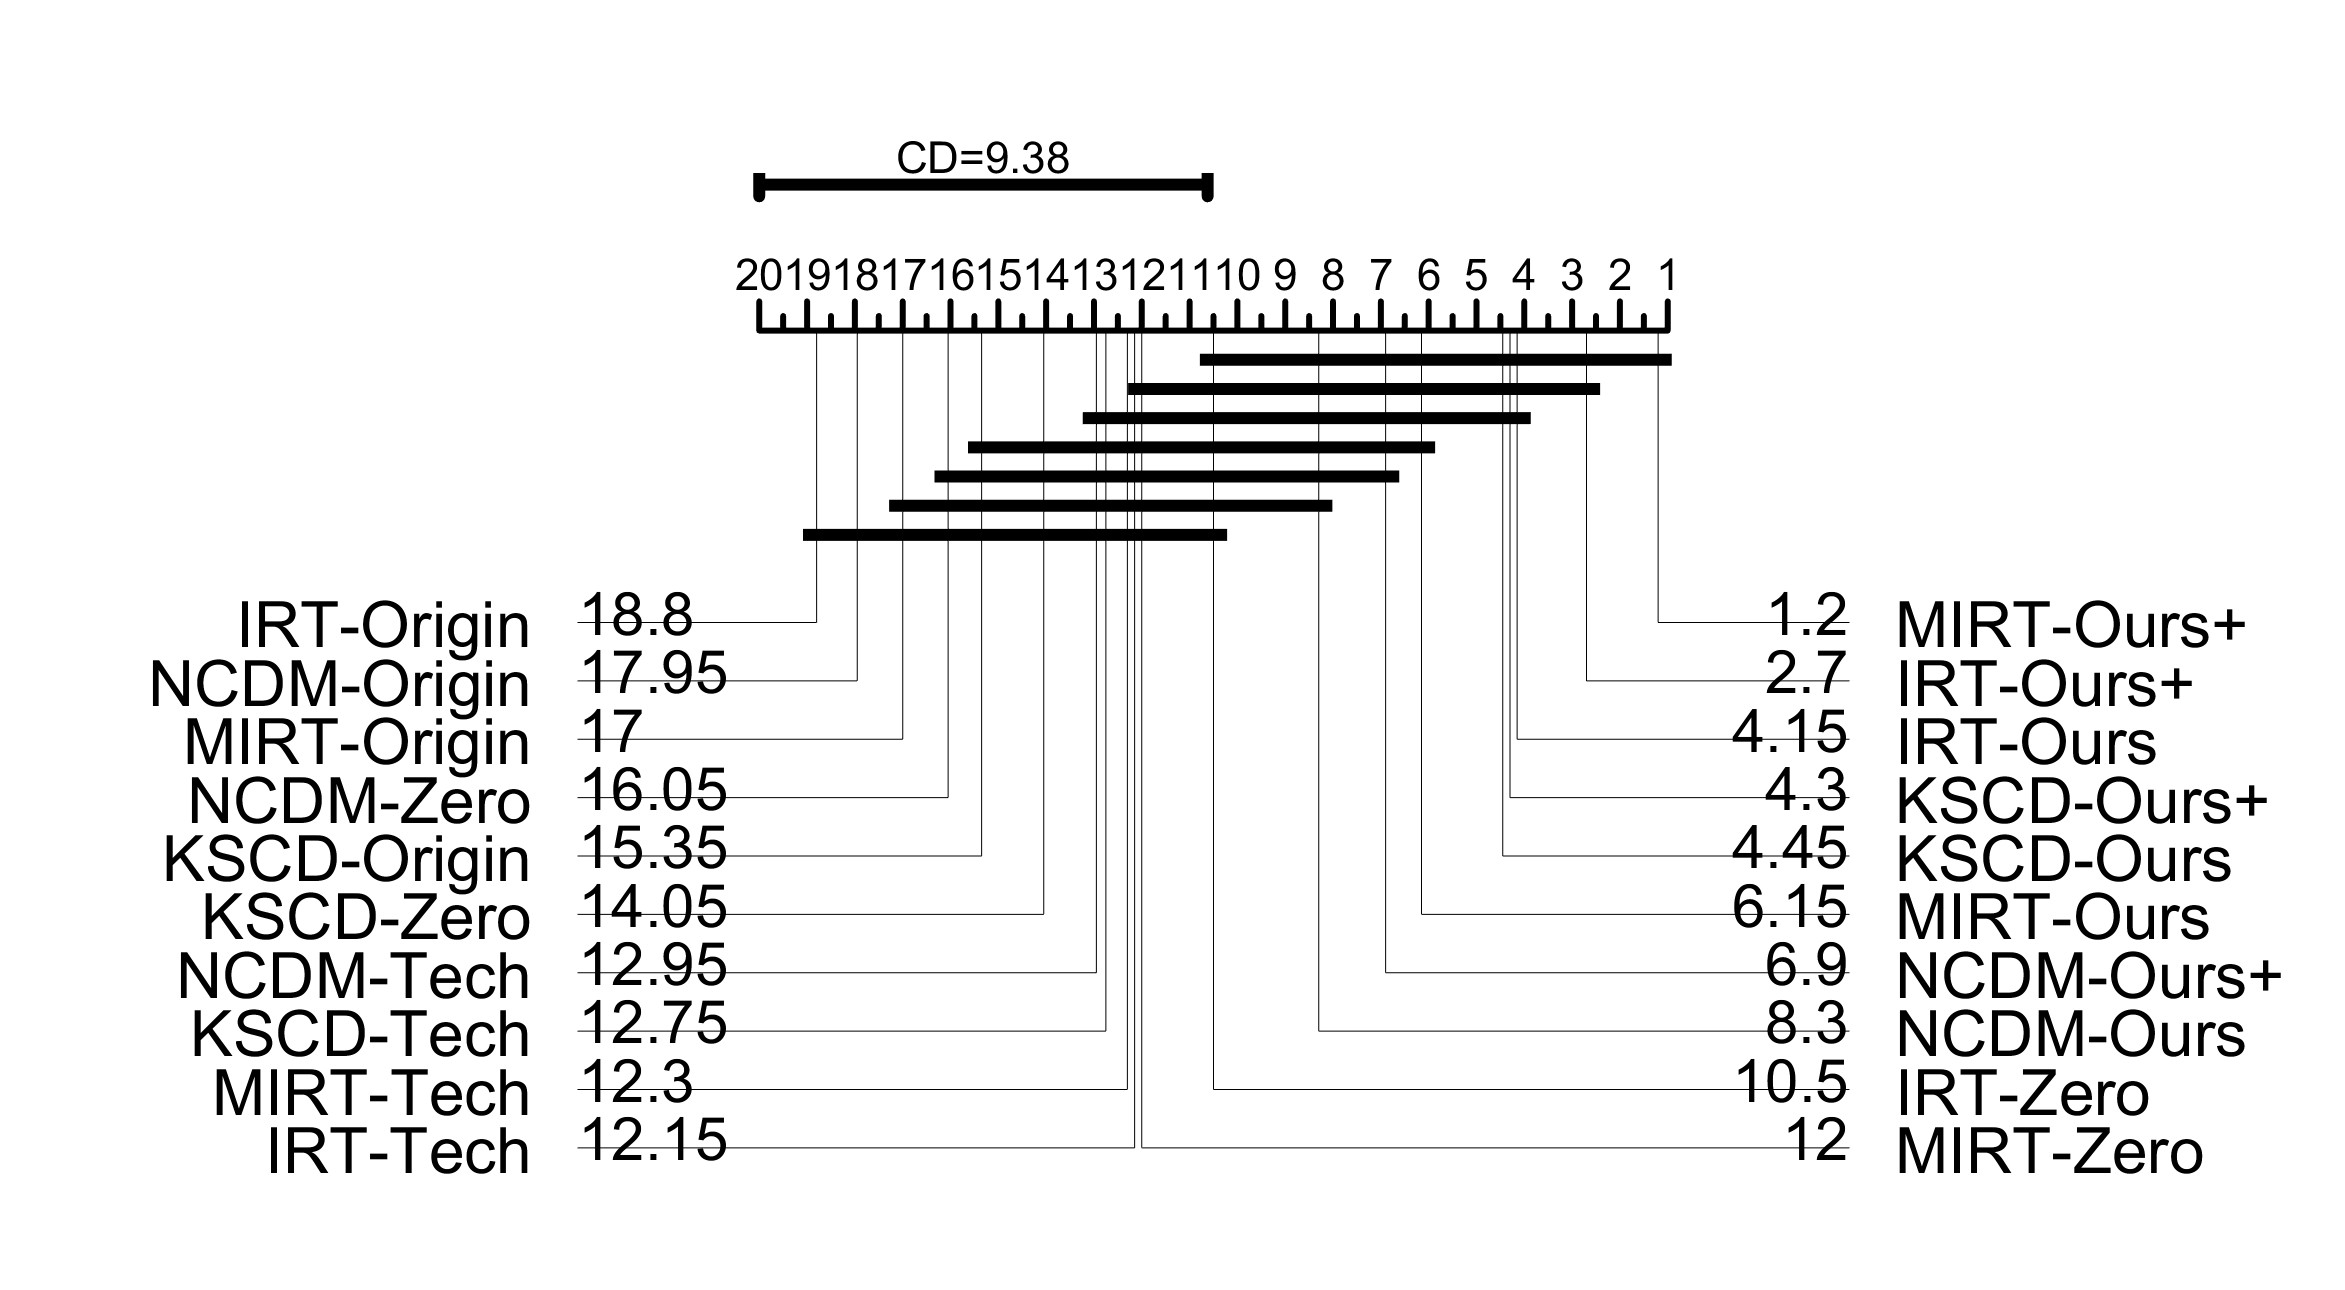 CD=9.38
20 19 18 17 16 15 14 13 12 11 10 9 8 7 6 5 4 3 2 1
IRT-Origin 18.8 1.2 MIRT-Ours+
NCDM-Origin 17.95 2.7 IRT-Ours+
MIRT-Origin 17 4.15 IRT-Ours
NCDM-Zero 16.05 4.3 KSCD-Ours+
KSCD-Origin 15.35 4.45 KSCD-Ours
KSCD-Zero 14.05 6.15 MIRT-Ours
NCDM-Tech 12.95 6.9 NCDM-Ours+
KSCD-Tech 12.75 8.3 NCDM-Ours
MIRT-Tech 12.3 10.5 IRT-Zero
IRT-Tech 12.15 12 MIRT-Zero